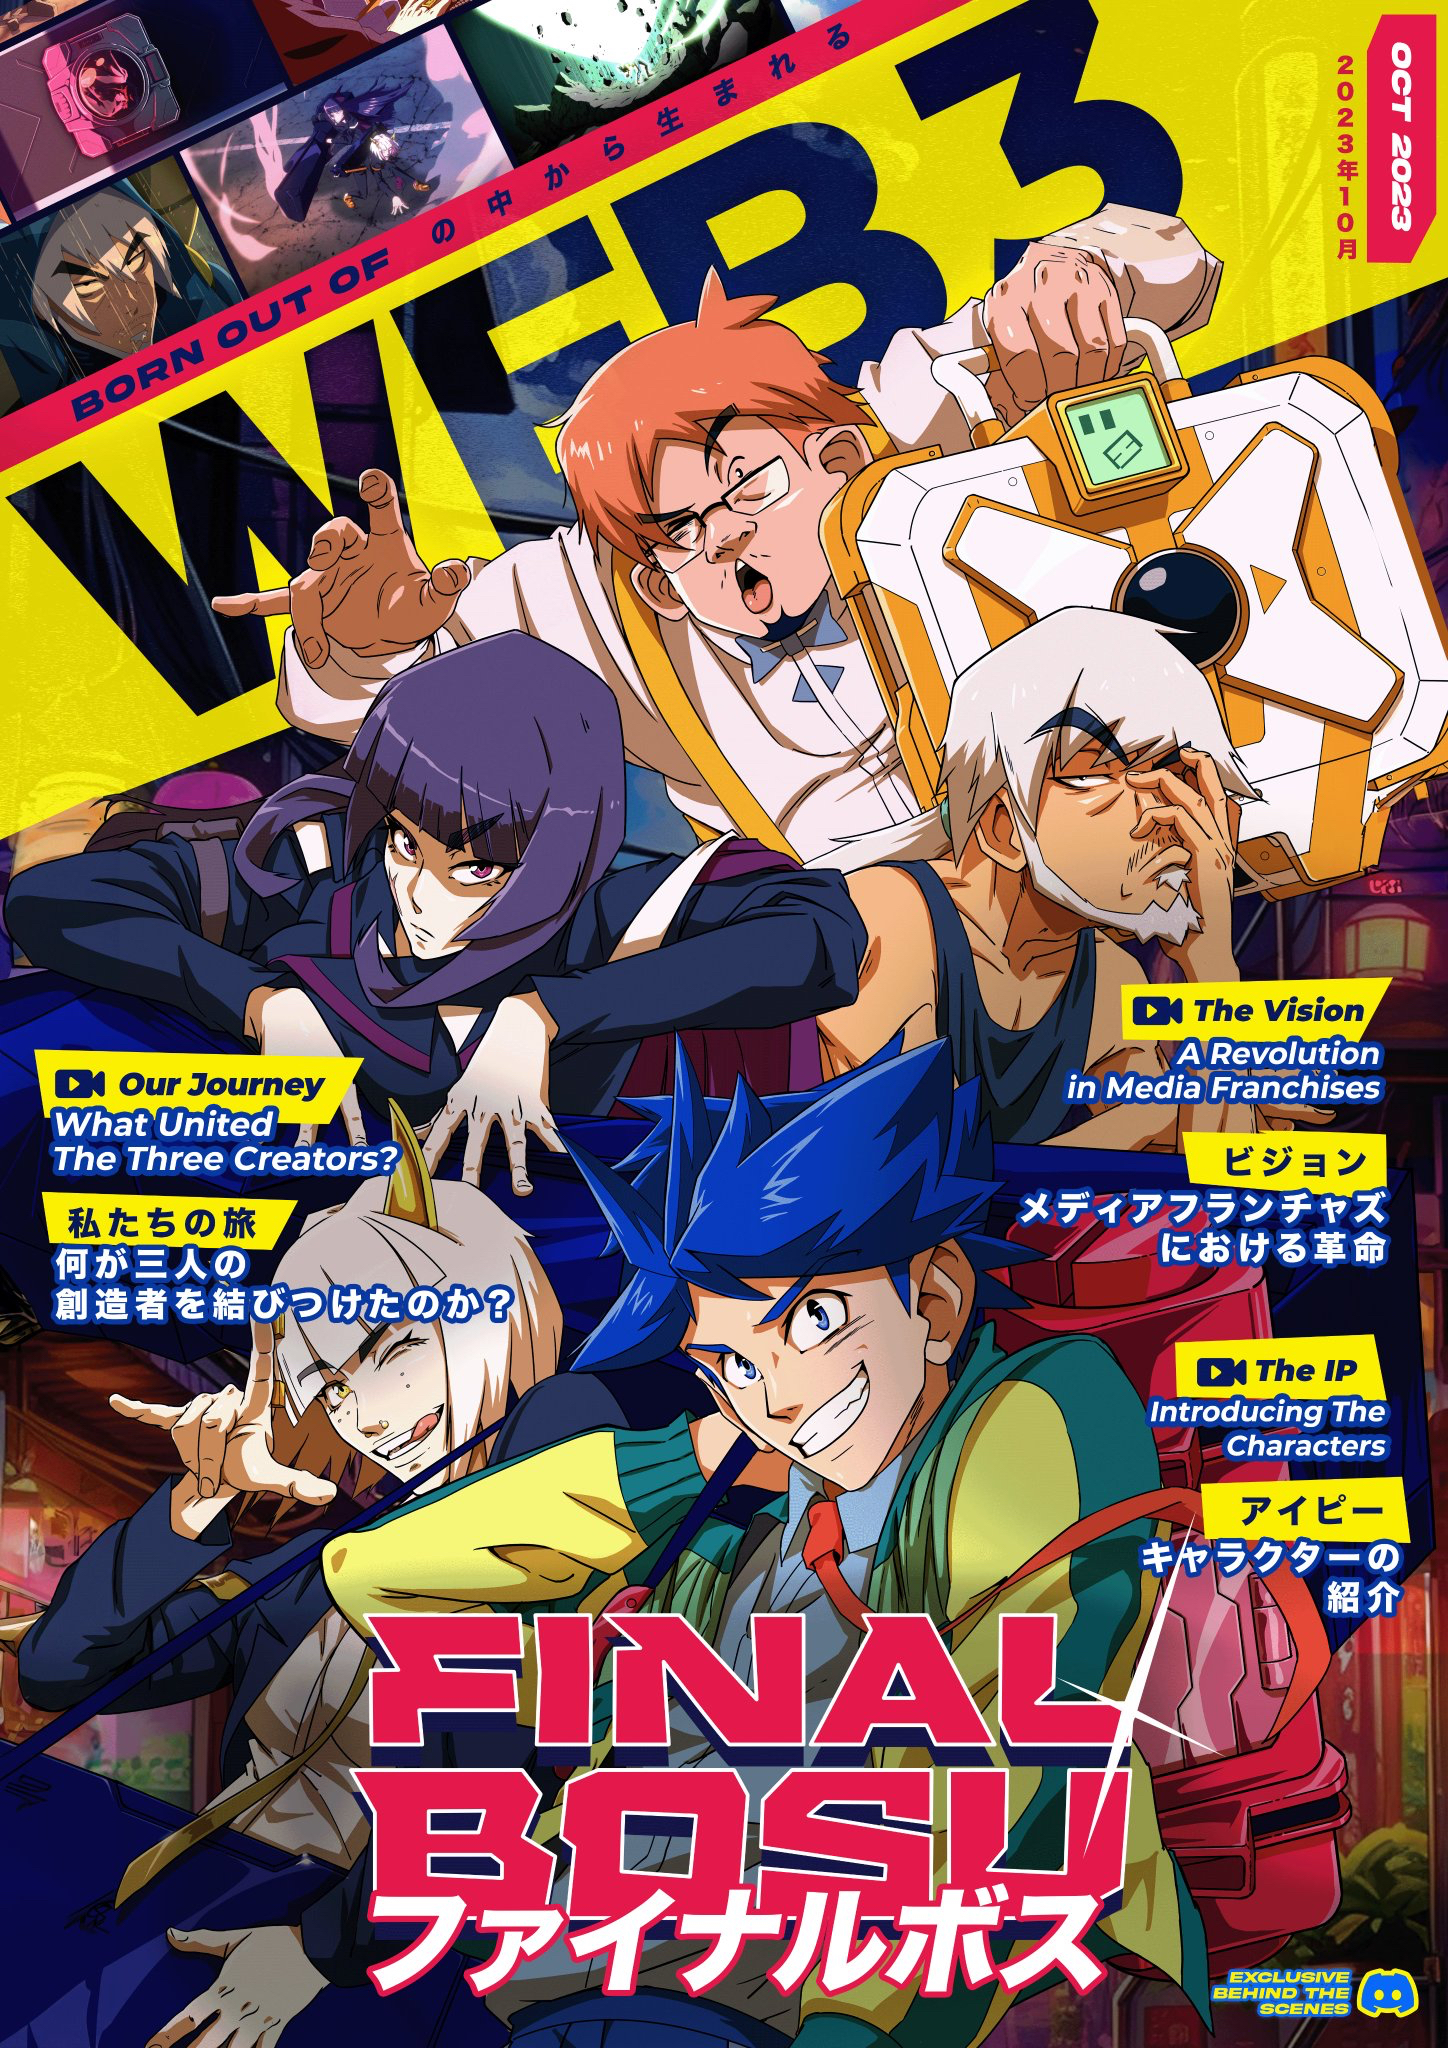 OCT 2023
2023年10月
BORN OUT OF の中から生まれる
WEB3
The Vision
A Revolution
in Media Franchises
ビジョン
メディアフランチャズ
における革命
Our Journey
What United
The Three Creators?
私たちの旅
何が三人の
創造者を結びつけたのか?
The IP
Introducing The
Characters
アイピー
キャラクターの
紹介
FINAL
BOSU
ファイナルボス
EXCLUSIVE
BEHIND THE
SCENES